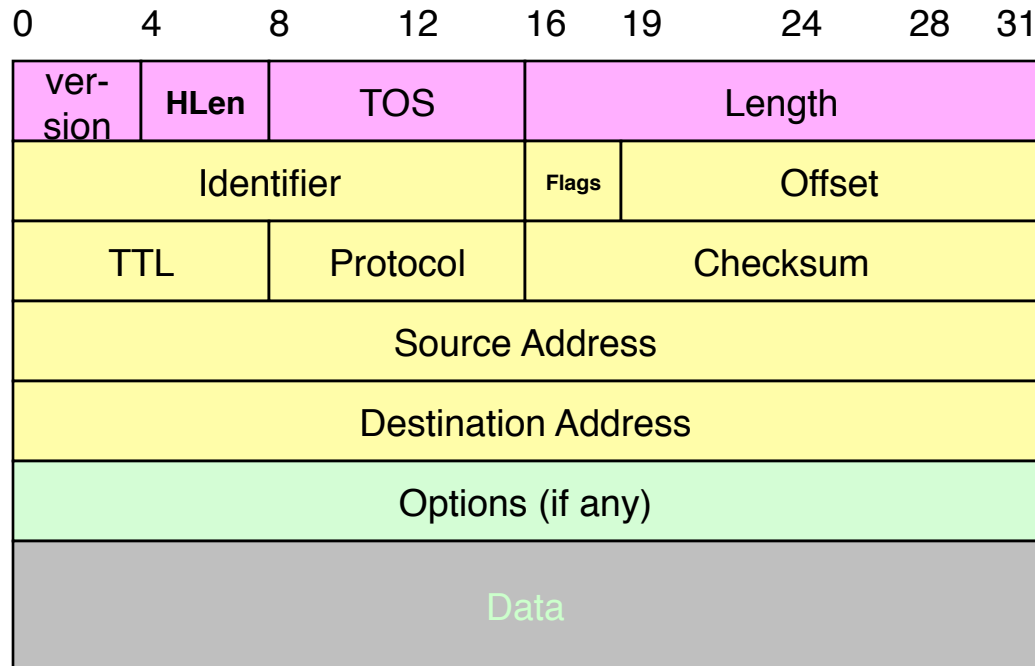 0 4 8 12 16 19 24 28 31
ver-
sion HLen TOS Length
Identifier Flags Offset
TTL Protocol Checksum
Source Address
Destination Address
Options (if any)
Data